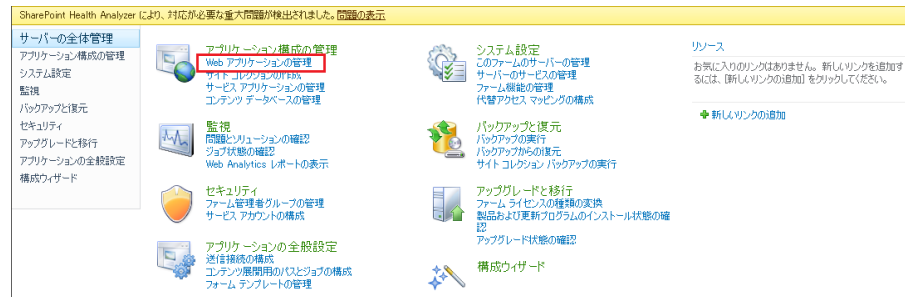 SharePoint Health Analyzer により、対応が必要な重大問題が検出されました。問題の表示
サーバーの全体管理
アプリケーション構成の管理
システム設定
監視
バックアップと復元
セキュリティ
アップグレードと移行
アプリケーションの全般設定
構成ウィザード
アプリケーション構成の管理
Web アプリケーションの管理
サイト コレクションの作成
サービス アプリケーションの管理
コンテンツ データベースの管理
監視
問題とソリューションの確認
ジョブ状態の確認
Web Analytics レポートの表示
セキュリティ
ファーム管理者グループの管理
サービス アカウントの構成
アプリケーションの全般設定
送信接続の構成
コンテンツ展開用のパスとジョブの構成
フォーム テンプレートの管理
システム設定
このファームのサーバーの管理
サーバーのサービスの管理
ファーム機能の管理
代替アクセス マッピングの構成
バックアップと復元
バックアップの実行
バックアップからの復元
サイト コレクション バックアップの実行
アップグレードと移行
ファーム ライセンスの種類の変換
製品および更新プログラムのインストール状態の確
認
アップグレード状態の確認
構成ウィザード
リソース
お気に入りのリンクはありません。新しいリンクを追加す
るには、[新しいリンクの追加] をクリックしてください。
新しいリンクの追加